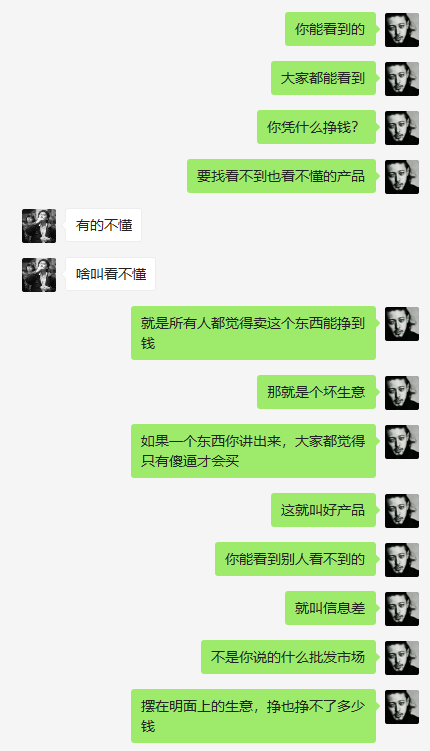 你能看到的
大家都能看到
你凭什么挣钱？
要找看不到也看不懂的产品
有的不懂
啥叫看不懂
就是所有人都觉得卖这个东西能挣到
钱
那就是个坏生意
如果一个东西你讲出来，大家都觉得
只有傻逼才会买
这就叫好产品
你能看到别人看不到的
就叫信息差
不是你说的什么批发市场
摆在明面上的生意，挣也挣不了多少
钱